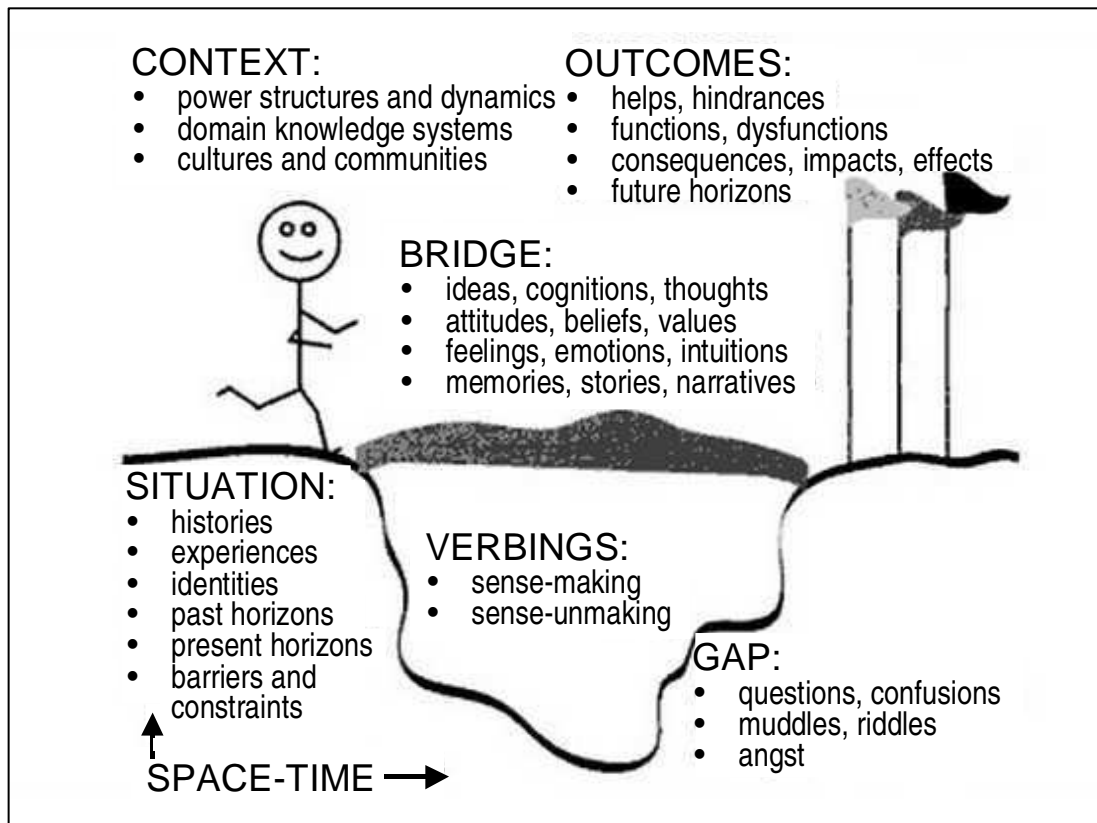 CONTEXT:
• power structures and dynamics
• domain knowledge systems
• cultures and communities
OUTCOMES:
• helps, hindrances
• functions, dysfunctions
• consequences, impacts, effects
• future horizons
BRIDGE:
• ideas, cognitions, thoughts
• attitudes, beliefs, values
• feelings, emotions, intuitions
• memories, stories, narratives
SITUATION:
• histories
• experiences
• identities
• past horizons
• present horizons
• barriers and
constraints
VERBINGS:
• sense-making
• sense-unmaking
GAP:
• questions, confusions
• muddles, riddles
• angst
SPACE-TIME